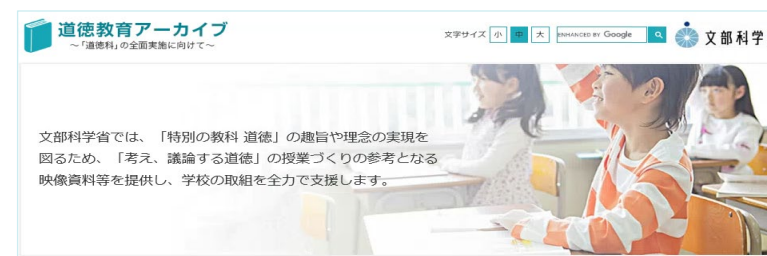 道徳教育アーカイブ
～「道徳科」の全面実施に向けて～
文字サイズ 小 中 大 ENHANCED BY Google
文部科学
文部科学省では、「特別の教科 道徳」の趣旨や理念の実現を
図るため、「考え、議論する道徳」の授業づくりの参考となる
映像資料等を提供し、学校の取組を全力で支援します。